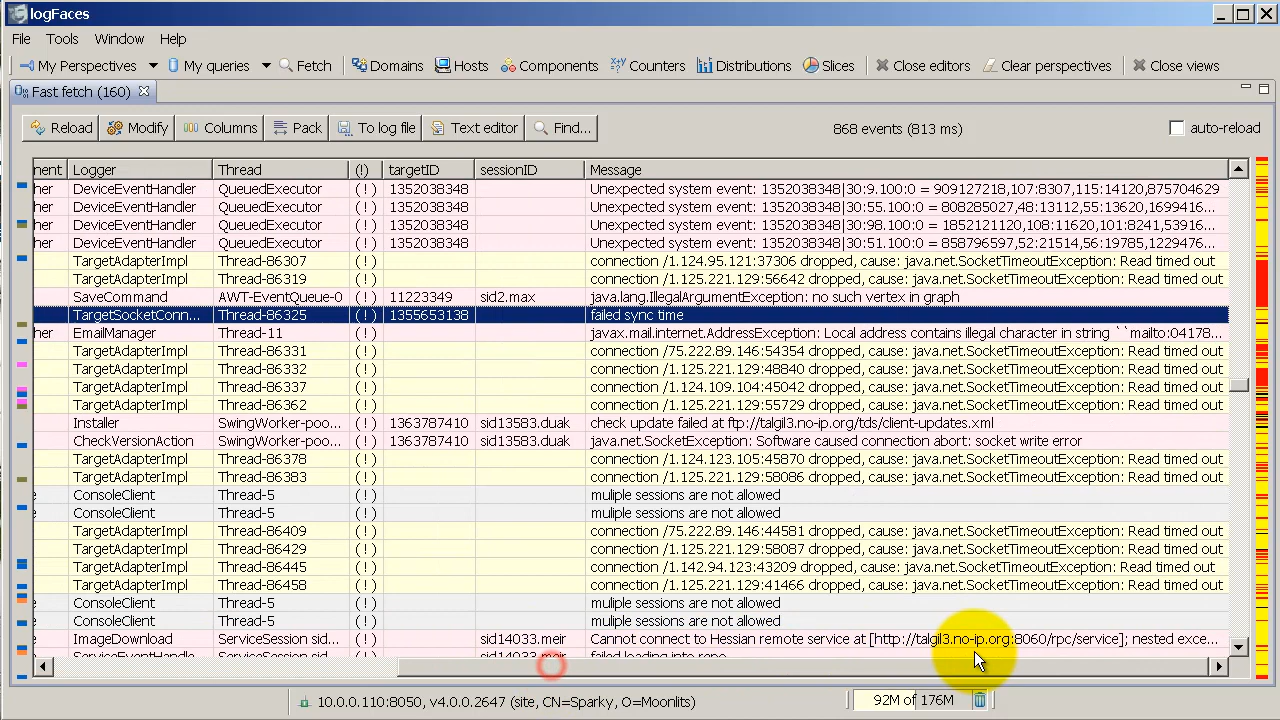 logFaces
File Tools Window Help
My Perspectives My queries Fetch Domains Hosts Components Counters Distributions Slices Close editors Clear perspectives Close views
Fast fetch (160)
Reload Modify Columns Pack To log file Text editor Find... 868 events (813 ms) auto-reload
nent Logger Thread (!) targetID sessionID Message
her DeviceEventHandler QueuedExecutor (!) 1352038348 Unexpected system event: 1352038348|30:9.100:0 = 909127218,107:8307,115:14120,875704629
her DeviceEventHandler QueuedExecutor (!) 1352038348 Unexpected system event: 1352038348|30:55.100:0 = 808285027,48:13112,55:13620,1699416...
her DeviceEventHandler QueuedExecutor (!) 1352038348 Unexpected system event: 1352038348|30:98.100:0 = 1852121120,108:11620,101:8241,53916...
her DeviceEventHandler QueuedExecutor (!) 1352038348 Unexpected system event: 1352038348|30:51.100:0 = 858796597,52:21514,56:19785,1229476...
TargetAdapterImpl Thread-86307 (!) connection /1.124.95.121:37306 dropped, cause: java.net.SocketTimeoutException: Read timed out
TargetAdapterImpl Thread-86319 (!) connection /1.125.221.129:56642 dropped, cause: java.net.SocketTimeoutException: Read timed out
SaveCommand AWT-EventQueue-0 (!) 11223349 sid2.max java.lang.IllegalArgumentException: no such vertex in graph
TargetSocketConn... Thread-86325 (!) 1355653138 failed sync time
her EmailManager Thread-11 (!) javax.mail.internet.AddressException: Local address contains illegal character in string ``mailto:04178...
TargetAdapterImpl Thread-86331 (!) connection /75.222.89.146:54354 dropped, cause: java.net.SocketTimeoutException: Read timed out
TargetAdapterImpl Thread-86332 (!) connection /1.125.221.129:48840 dropped, cause: java.net.SocketTimeoutException: Read timed out
TargetAdapterImpl Thread-86337 (!) connection /1.124.109.104:45042 dropped, cause: java.net.SocketTimeoutException: Read timed out
TargetAdapterImpl Thread-86362 (!) connection /1.125.221.129:55729 dropped, cause: java.net.SocketTimeoutException: Read timed out
Installer SwingWorker-poo... (!) 1363787410 sid13583.duak check update failed at ftp://talgil3.no-ip.org/tds/client-updates.xml
CheckVersionAction SwingWorker-poo... (!) 1363787410 sid13583.duak java.net.SocketException: Software caused connection abort: socket write error
TargetAdapterImpl Thread-86378 (!) connection /1.124.123.105:45870 dropped, cause: java.net.SocketTimeoutException: Read timed out
TargetAdapterImpl Thread-86383 (!) connection /1.125.221.129:58086 dropped, cause: java.net.SocketTimeoutException: Read timed out
e ConsoleClient Thread-5 (!) muliple sessions are not allowed
e ConsoleClient Thread-5 (!) muliple sessions are not allowed
TargetAdapterImpl Thread-86409 (!) connection /75.222.89.146:44581 dropped, cause: java.net.SocketTimeoutException: Read timed out
TargetAdapterImpl Thread-86429 (!) connection /1.125.221.129:58087 dropped, cause: java.net.SocketTimeoutException: Read timed out
TargetAdapterImpl Thread-86445 (!) connection /1.142.94.123:43209 dropped, cause: java.net.SocketTimeoutException: Read timed out
TargetAdapterImpl Thread-86458 (!) connection /1.125.221.129:41466 dropped, cause: java.net.SocketTimeoutException: Read timed out
e ConsoleClient Thread-5 (!) muliple sessions are not allowed
e ConsoleClient Thread-5 (!) muliple sessions are not allowed
e ImageDownload ServiceSession sid... (!) sid14033.meir Cannot connect to Hessian remote service at [http://talgil3.no-ip.org:8060/rpc/service]; nested exce...
e ServiceEventHandle ServiceSession sid... (!) sid14033.meir failed loading into repo
10.0.0.110:8050, v4.0.0.2647 (site, CN=Sparky, O=Moonlits) 92M of 176M